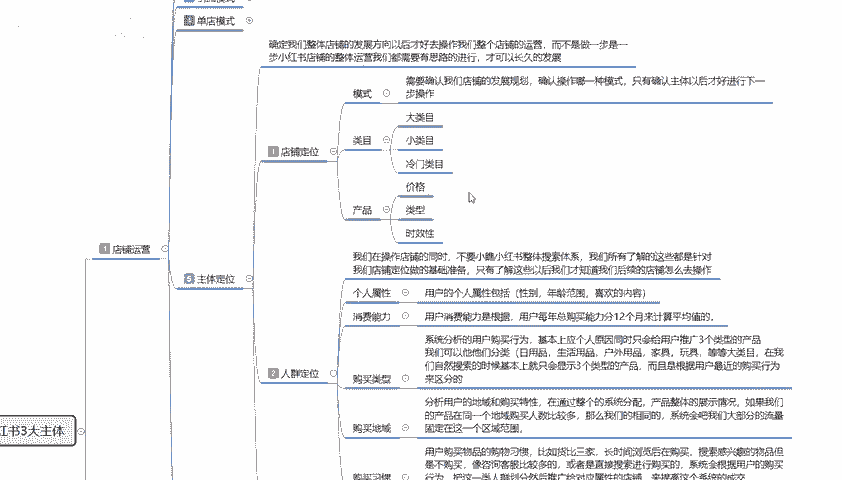 单店模式
确定我们整体店铺的发展方向以后才好去操作我们整个店铺的运营，而不是做一步是一
步小红书店铺的整体运营我们都需要有思路的进行，才可以长久的发展
需要确认我们店铺的发展规划，确认操作哪一种模式，只有确认主体以后才好进行下一
步操作
模式
大类目
类目
小类目
1 店铺定位
冷门类目
价格
产品
类型
时效性
1 店铺运营
我们在操作店铺的同时，不要小瞧小红书整体搜索体系，我们所有了解的这些都是针对
我们店铺定位做的基础准备，只有了解这些以后我们才知道我们后续的店铺怎么去操作
5 主体定位
个人属性
用户的个人属性包括（性别，年龄范围，喜欢的内容）
消费能力
用户消费能力是根据，用户每年总购买能力分12个月来计算平均值的，
系统分析的用户购买行为，基本上应个人原因同时只会给用户推广3个类型的产品
我们可以他他们分类（日用品，生活用品，户外用品，家具，玩具，等等大类目，在我
们自然搜索的时候基本上就只会显示3个类型的产品，而且是根据用户最近的购买行为
来区分的
2 人群定位
购买类型
分析用户的地域和购买特性，在通过整个的系统分配，产品整体的展示情况，如果我们
的产品在同一个地域购买人数比较多，那么我们的相同的，系统会吧我们大部分的流量
固定在这一个区域范围，
购买地域
红书3大主体
用户购买物品的购物习惯，比如货比三家，长时间浏览后在购买，搜索感兴趣的物品但
是不购买，像咨询客服比较多的，或者是直接搜索进行购买的，系统会根据用户的购买
购买习惯
行为，把这一类人群划分然后推广给对应属性的店铺，来提高这个系统的成交